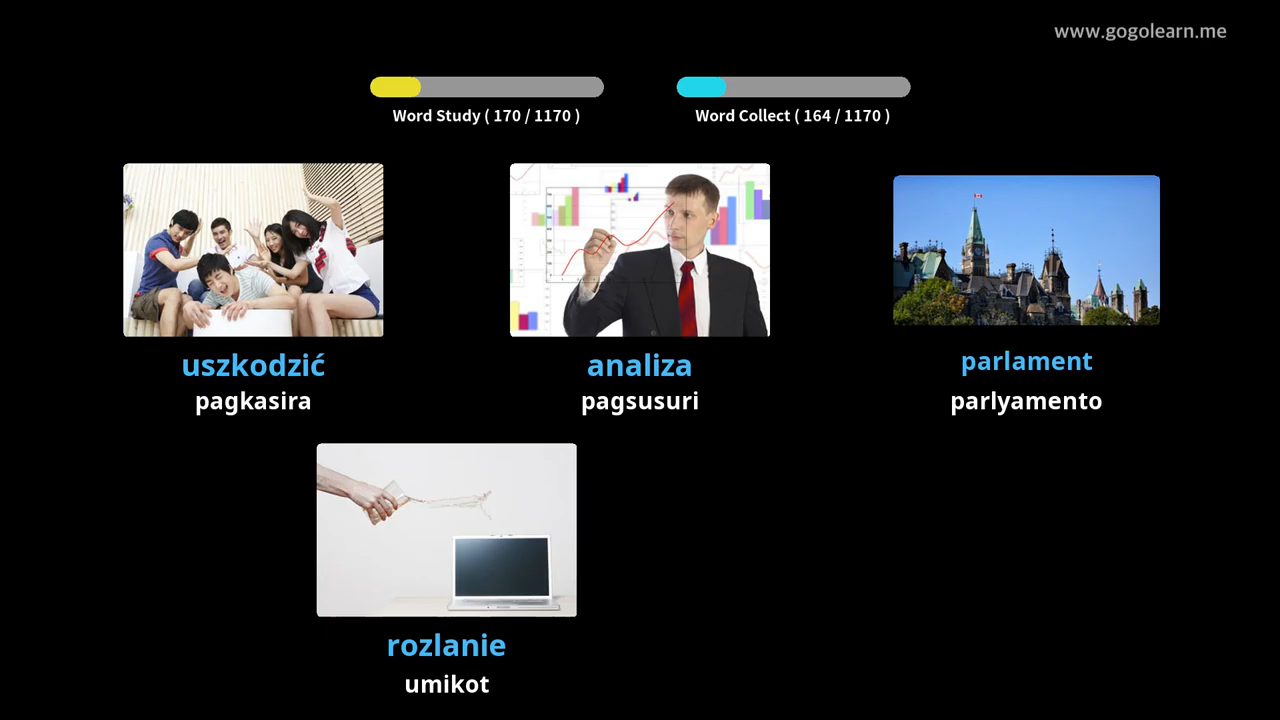 www.gogolearn.me
Word Study ( 170 / 1170 )
Word Collect ( 164 / 1170 )
uszkodzić
pagkasira
analiza
pagsusuri
parlament
parlyamento
rozlanie
umikot